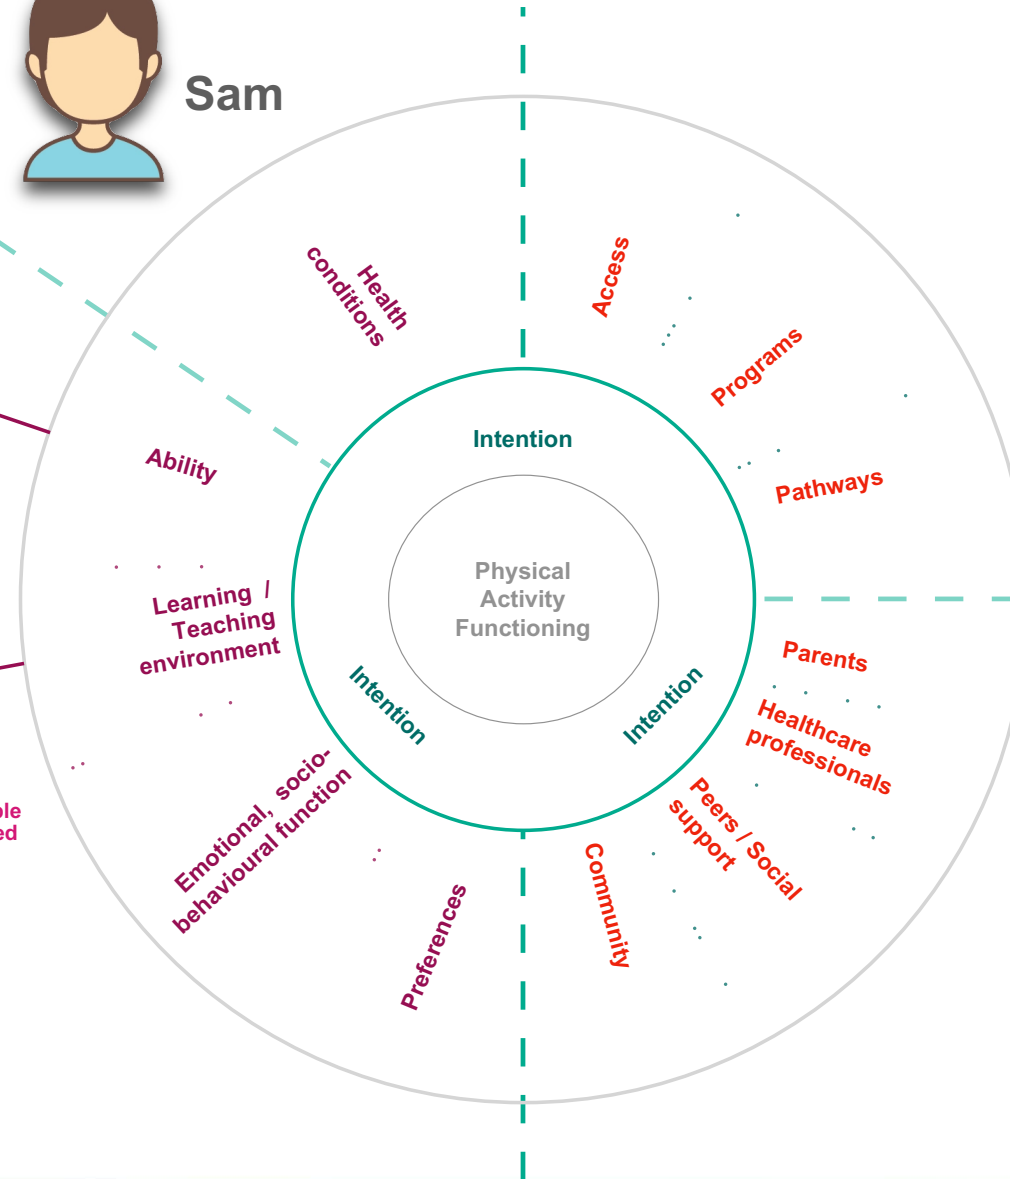 Sam
Health
conditions
Access
Programs
Pathways
Intention
Ability
Physical
Activity
Functioning
Learning /
Teaching
environment
Parents
Healthcare
professionals
Intention
Intention
Peers / Social
support
Emotional, socio-
behavioural function
Community
Preferences